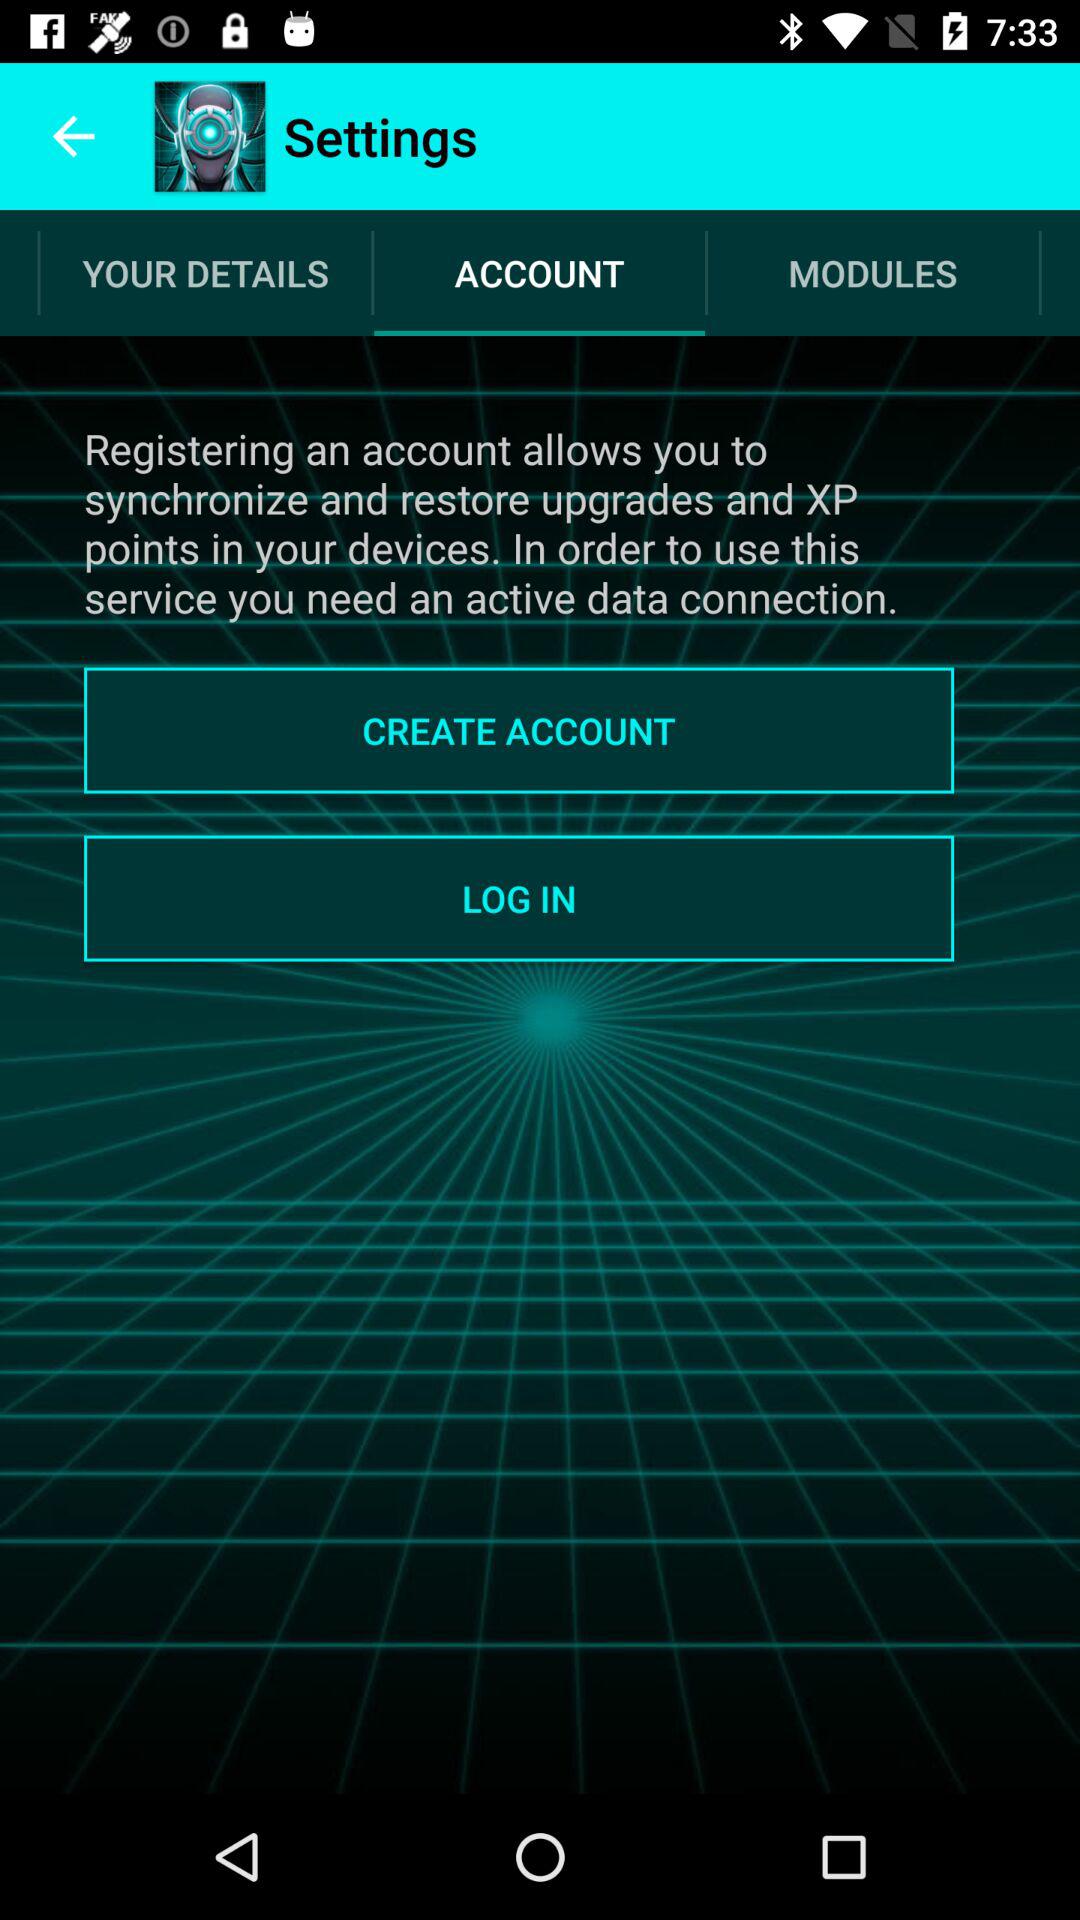 FAKE
7:33
Settings
YOUR DETAILS
ACCOUNT
MODULES
Registering an account allows you to
synchronize and restore upgrades and XP
points in your devices. In order to use this
service you need an active data connection.
CREATE ACCOUNT
LOG IN